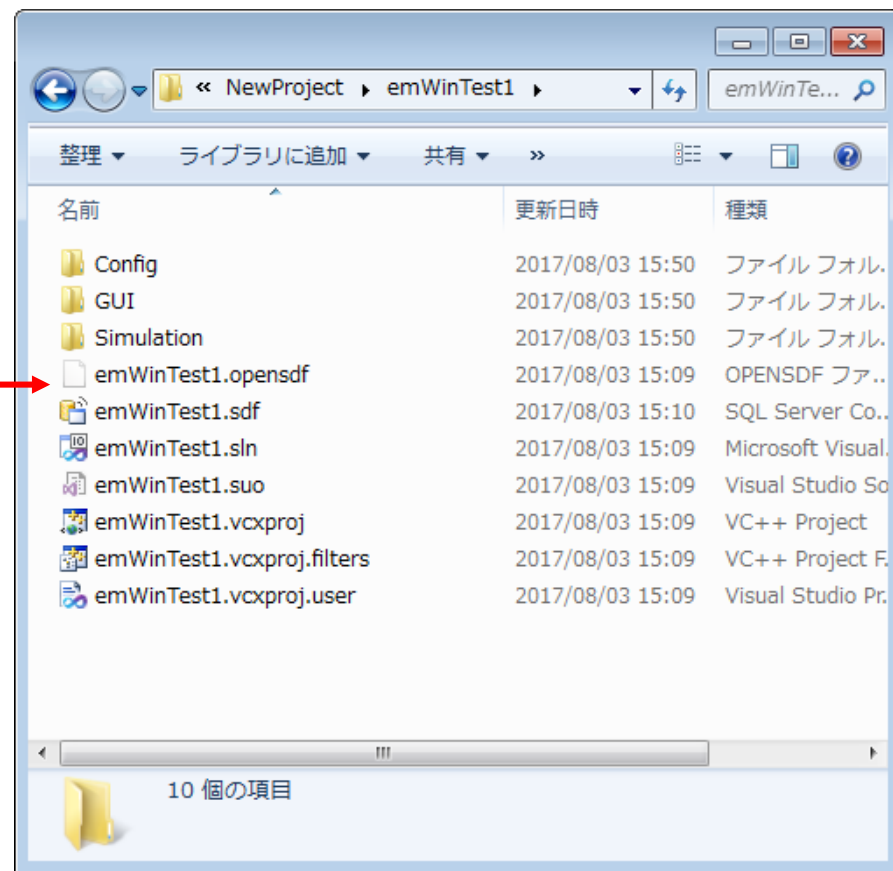 « NewProject ▸ emWinTest1 ▸ emWinTe...
整理 ライブラリに追加 共有 »
名前 更新日時 種類
Config 2017/08/03 15:50 ファイル フォル.
GUI 2017/08/03 15:50 ファイル フォル.
Simulation 2017/08/03 15:50 ファイル フォル.
emWinTest1.opensdf 2017/08/03 15:09 OPENSDF ファ..
emWinTest1.sdf 2017/08/03 15:10 SQL Server Co..
emWinTest1.sln 2017/08/03 15:09 Microsoft Visual.
emWinTest1.suo 2017/08/03 15:09 Visual Studio So
emWinTest1.vcxproj 2017/08/03 15:09 VC++ Project
emWinTest1.vcxproj.filters 2017/08/03 15:09 VC++ Project F.
emWinTest1.vcxproj.user 2017/08/03 15:09 Visual Studio Pr.
10 個の項目